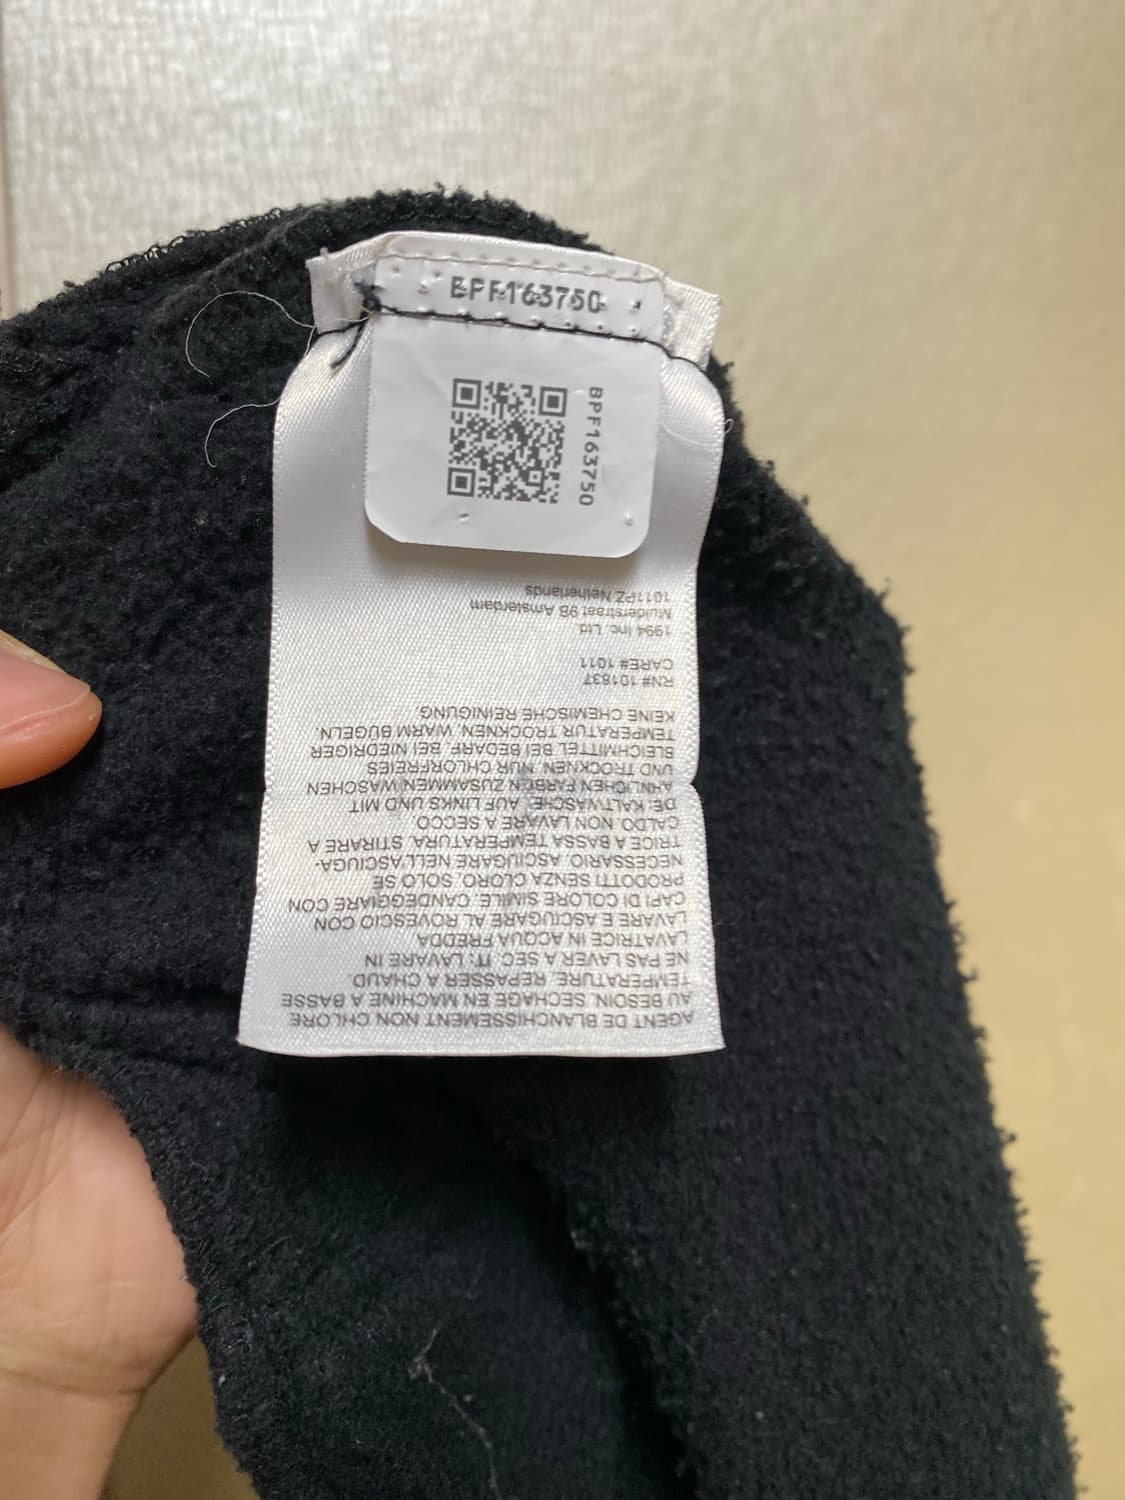 BPF163750
BPF163750
AGENT DE BLANCHISSEMENT NON CHLORE
AU BESOIN. SECHAGE EN MACHINE A BASSE
TEMPERATURE. REPASSER A CHAUD.
NE PAS LAVER A SEC. IT: LAVARE IN
LAVATRICE IN ACQUA FREDDA
LAVARE E ASCIUGARE AL ROVESCIO CON
CAPI DI COLORE SIMILE. CANDEGGIARE CON
PRODOTTI SENZA CLORO, SOLO SE
NECESSARIO. ASCIUGARE NELL'ASCIUGA-
TRICE A BASSA TEMPERATURA. STIRARE A
CALDO. NON LAVARE A SECCO
DE: KALTWASCHE, AUF LINKS UND MIT
AHNLICHEN FARBEN ZUSAMMEN WASCHEN
UND TROCKNEN. NUR CHLORFREIES
BLEICHMITTEL BEI BEDARF. BEI NIEDRIGER
TEMPERATUR TROCKNEN. WARM BUGELN.
KEINE CHEMISCHE REINIGUNG
RN# 101837
CARE# 1011
1994 Inc. Ltd.
Mulderstraat 9B Amsterdam
1011PZ Netherlands